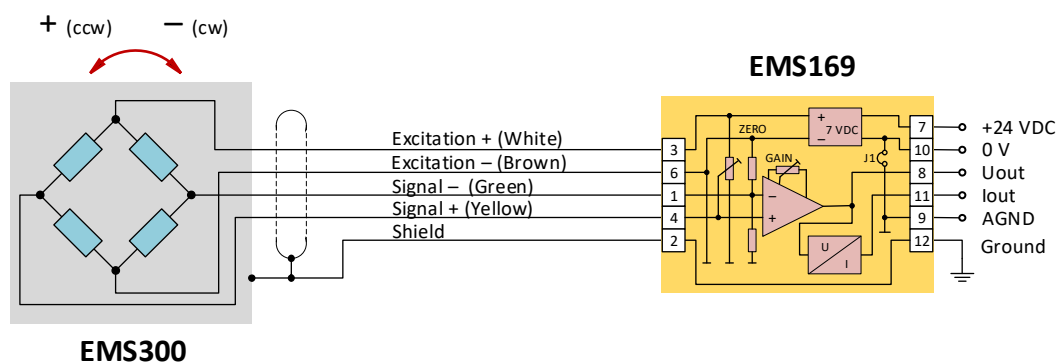 + (ccw) − (cw)
EMS169
Excitation + (White)
Excitation – (Brown)
Signal – (Green)
Signal + (Yellow)
Shield
3
6
1
4
2
ZERO
GAIN
+
−
7 VDC
J1
−
+
U
I
7
10
8
11
9
12
+24 VDC
0 V
Uout
Iout
AGND
Ground
EMS300